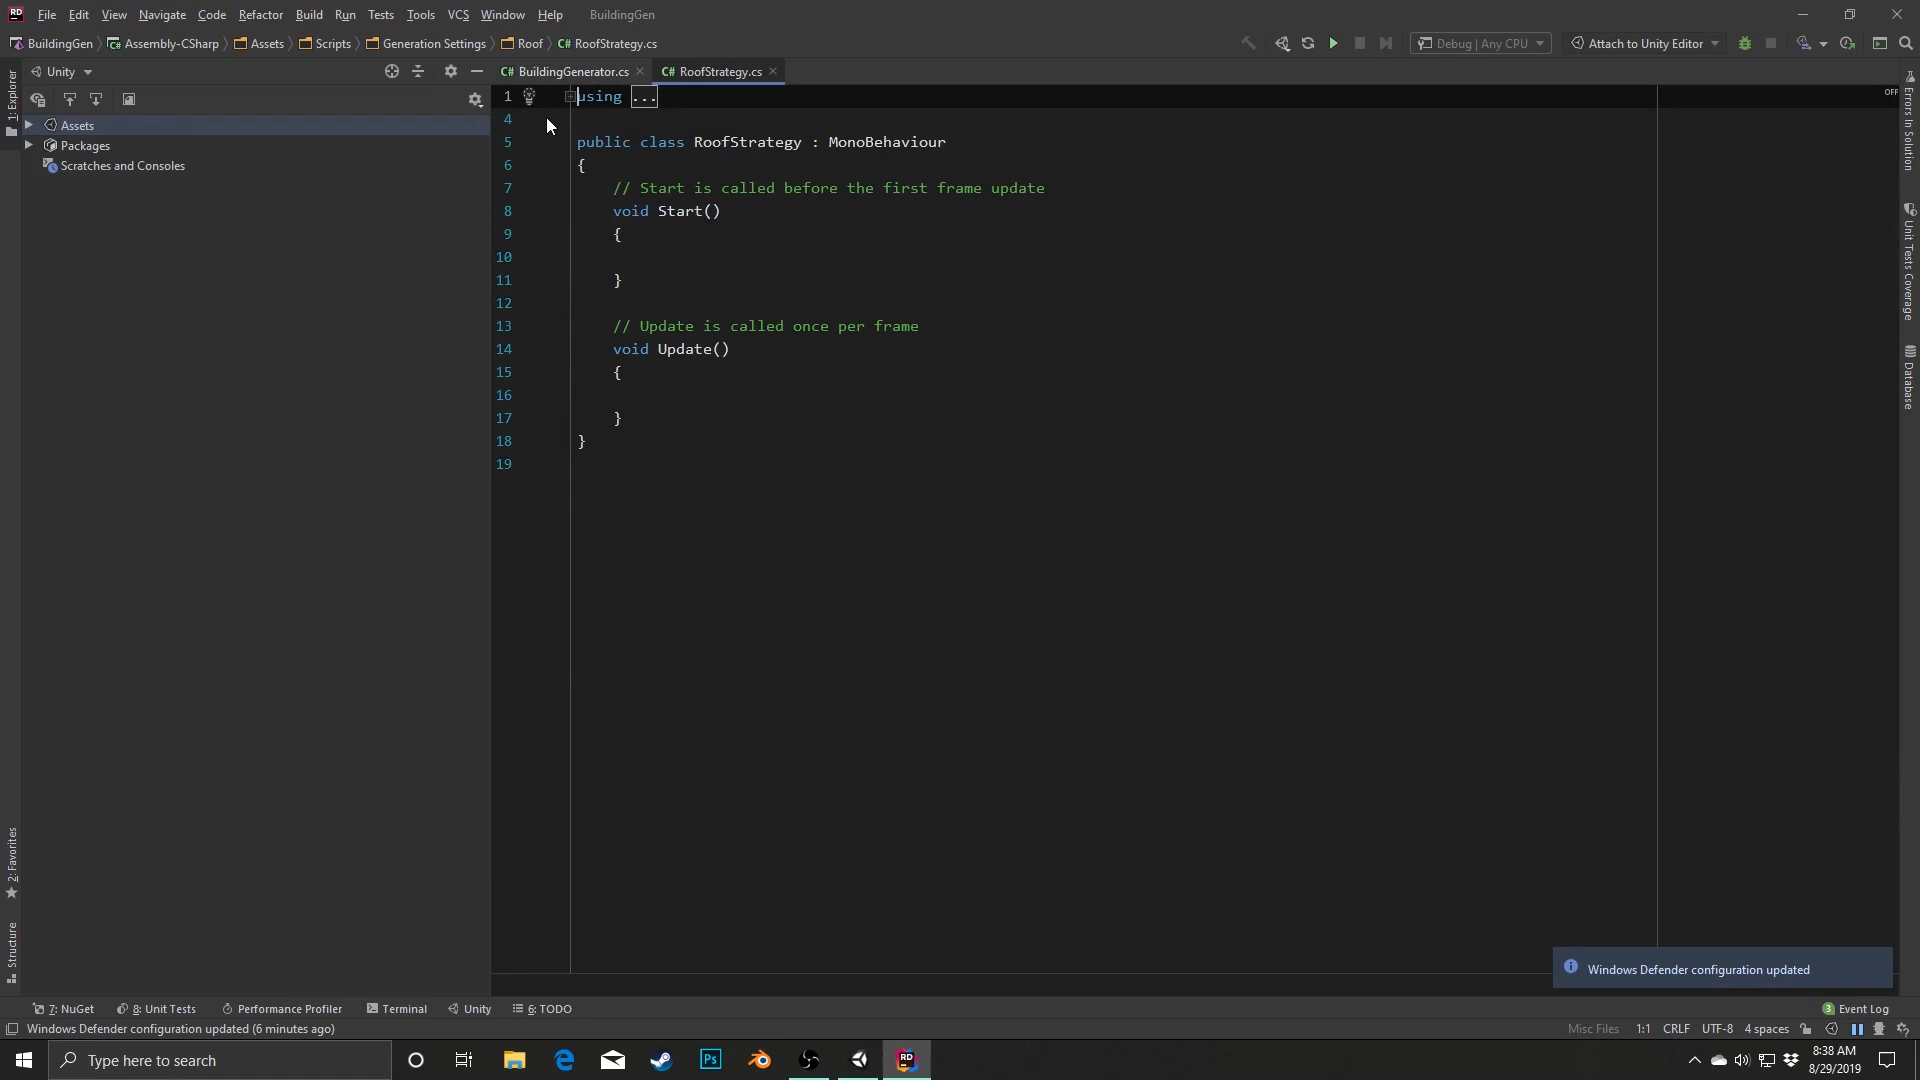 RD File Edit View Navigate Code Refactor Build Run Tests Tools VCS Window Help BuildingGen
BuildingGen Assembly-CSharp Assets Scripts Generation Settings Roof C# RoofStrategy.cs Debug | Any CPU Attach to Unity Editor
Unity C# BuildingGenerator.cs C# RoofStrategy.cs
Assets
Packages
Scratches and Consoles
1: Explorer
2: Favorites
Structure
1 using ...
4
5 public class RoofStrategy : MonoBehaviour
6 {
7 // Start is called before the first frame update
8 void Start()
9 {
10
11 }
12
13 // Update is called once per frame
14 void Update()
15 {
16
17 }
18 }
19
OFF
Errors In Solution
Unit Tests Coverage
Database
Windows Defender configuration updated
7: NuGet 8: Unit Tests Performance Profiler Terminal Unity 6: TODO 3 Event Log
Windows Defender configuration updated (6 minutes ago) Misc Files 1:1 CRLF UTF-8 4 spaces
Type here to search Ps RD 8:38 AM
8/29/2019